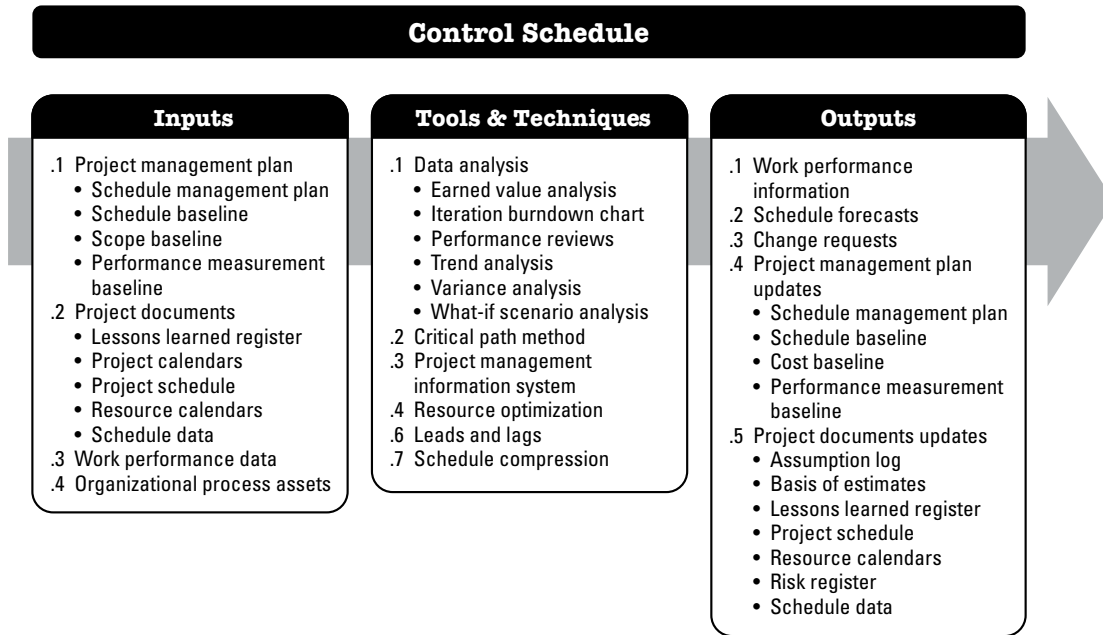 Control Schedule
Inputs
.1 Project management plan
• Schedule management plan
• Schedule baseline
• Scope baseline
• Performance measurement
baseline
.2 Project documents
• Lessons learned register
• Project calendars
• Project schedule
• Resource calendars
• Schedule data
.3 Work performance data
.4 Organizational process assets
Tools & Techniques
.1 Data analysis
• Earned value analysis
• Iteration burndown chart
• Performance reviews
• Trend analysis
• Variance analysis
• What-if scenario analysis
.2 Critical path method
.3 Project management
information system
.4 Resource optimization
.6 Leads and lags
.7 Schedule compression
Outputs
.1 Work performance
information
.2 Schedule forecasts
.3 Change requests
.4 Project management plan
updates
• Schedule management plan
• Schedule baseline
• Cost baseline
• Performance measurement
baseline
.5 Project documents updates
• Assumption log
• Basis of estimates
• Lessons learned register
• Project schedule
• Resource calendars
• Risk register
• Schedule data